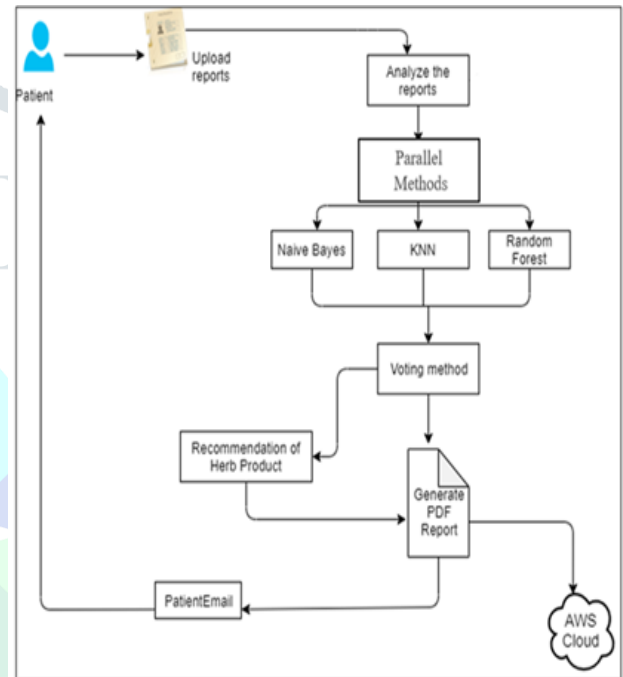 Patient
Upload
reports
Analyze the
reports
Parallel
Methods
Naive Bayes
KNN
Random
Forest
Voting method
Recommendation of
Herb Product
Generate
PDF
Report
PatientEmail
AWS
Cloud